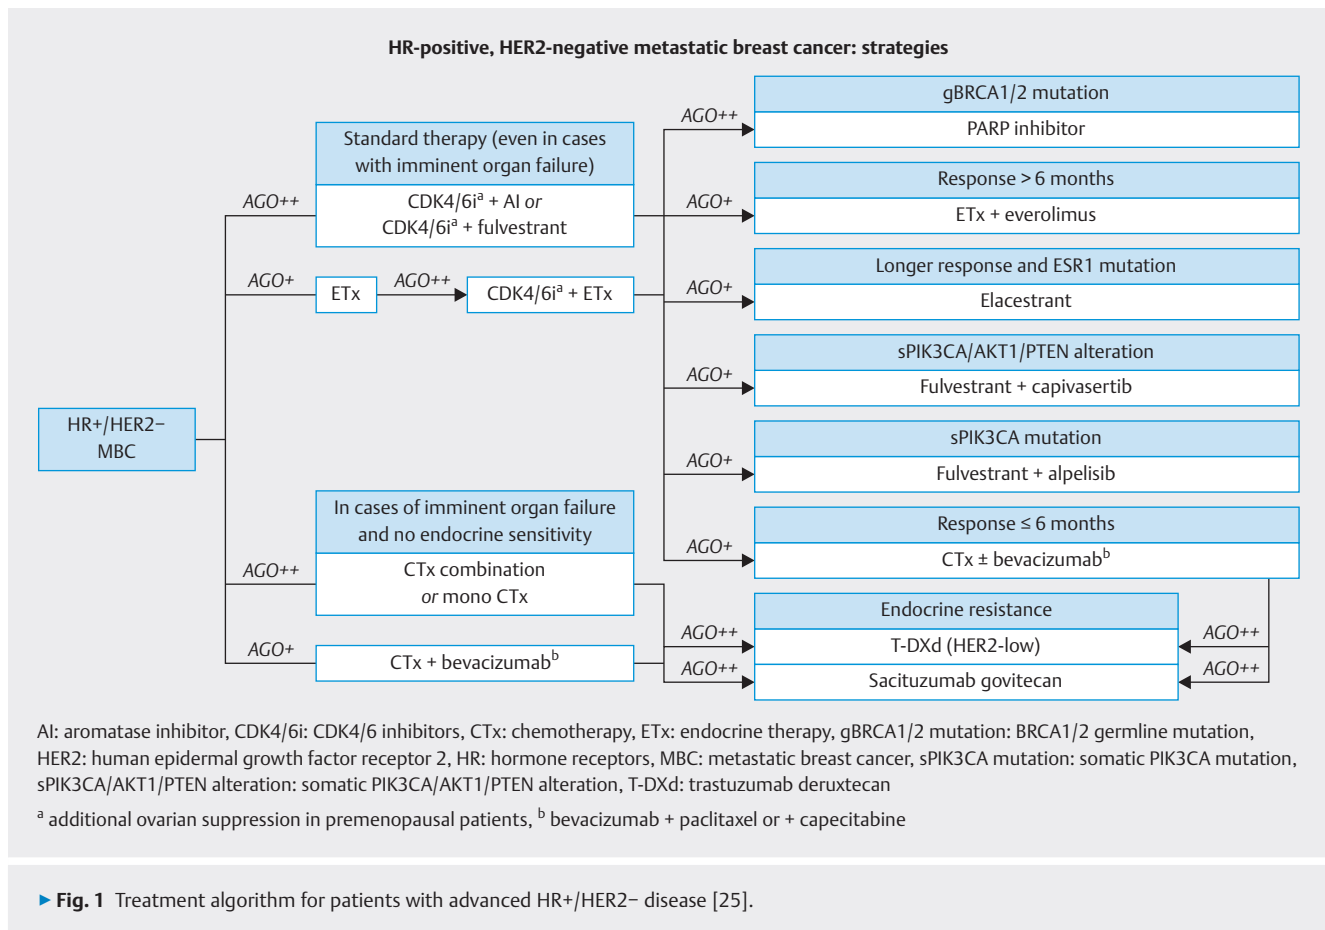 HR-positive, HER2-negative metastatic breast cancer: strategies
HR+/HER2−
MBC
AGO++
Standard therapy (even in cases
with imminent organ failure)
CDK4/6iᵃ + AI or
CDK4/6iᵃ + fulvestrant
AGO+
ETx
AGO++
CDK4/6iᵃ + ETx
AGO++
In cases of imminent organ failure
and no endocrine sensitivity
CTx combination
or mono CTx
AGO+
CTx + bevacizumabᵇ
AGO++
gBRCA1/2 mutation
PARP inhibitor
AGO+
Response > 6 months
ETx + everolimus
AGO+
Longer response and ESR1 mutation
Elacestrant
AGO+
sPIK3CA/AKT1/PTEN alteration
Fulvestrant + capivasertib
AGO+
sPIK3CA mutation
Fulvestrant + alpelisib
AGO+
Response ≤ 6 months
CTx ± bevacizumabᵇ
Endocrine resistance
AGO++
T-DXd (HER2-low)
AGO++
AGO++
Sacituzumab govitecan
AGO++
AI: aromatase inhibitor, CDK4/6i: CDK4/6 inhibitors, CTx: chemotherapy, ETx: endocrine therapy, gBRCA1/2 mutation: BRCA1/2 germline mutation,
HER2: human epidermal growth factor receptor 2, HR: hormone receptors, MBC: metastatic breast cancer, sPIK3CA mutation: somatic PIK3CA mutation,
sPIK3CA/AKT1/PTEN alteration: somatic PIK3CA/AKT1/PTEN alteration, T-DXd: trastuzumab deruxtecan
ᵃ additional ovarian suppression in premenopausal patients, ᵇ bevacizumab + paclitaxel or + capecitabine
▶ Fig. 1 Treatment algorithm for patients with advanced HR+/HER2− disease [25].